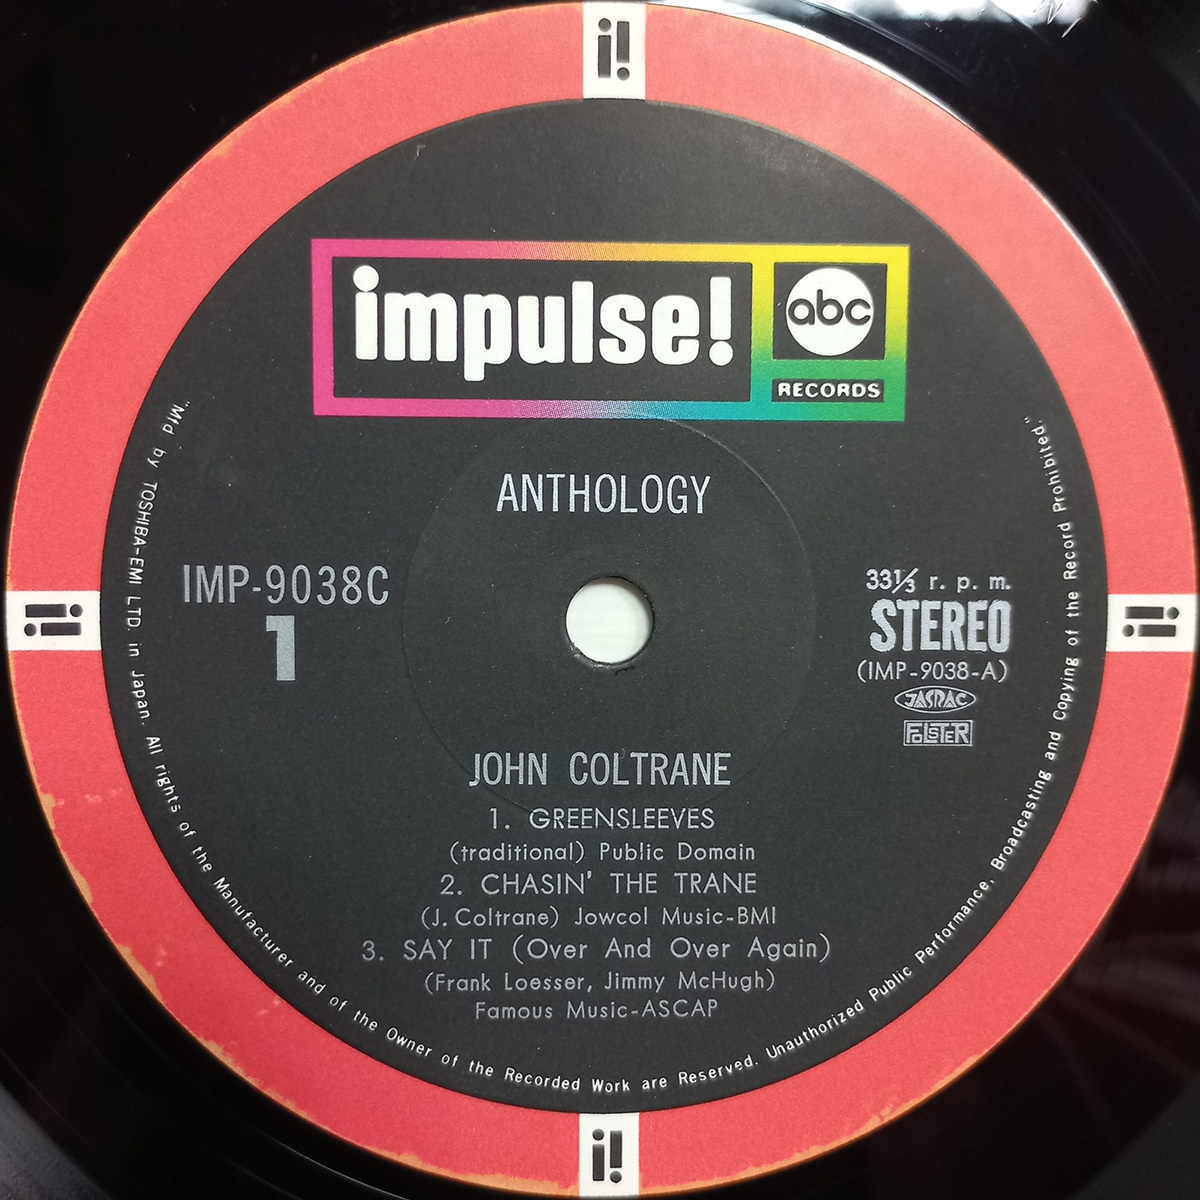 i!
impulse!
abc
RECORDS
ANTHOLOGY
IMP-9038C
1
33 1/3 r. p. m.
STEREO
(IMP-9038-A)
JASRAC
FOLSTER
JOHN COLTRANE
1. GREENSLEEVES
(traditional) Public Domain
2. CHASIN' THE TRANE
(J. Coltrane) Jowcol Music-BMI
3. SAY IT (Over And Over Again)
(Frank Loesser, Jimmy McHugh)
Famous Music-ASCAP
"Mfd by TOSHIBA-EMI LTD. in Japan. All rights of the Manufacturer and of the Owner of the Recorded Work are Reserved. Unauthorized Public Performance, Broadcasting and Copying of the Record Prohibited."
i!
i!
i!